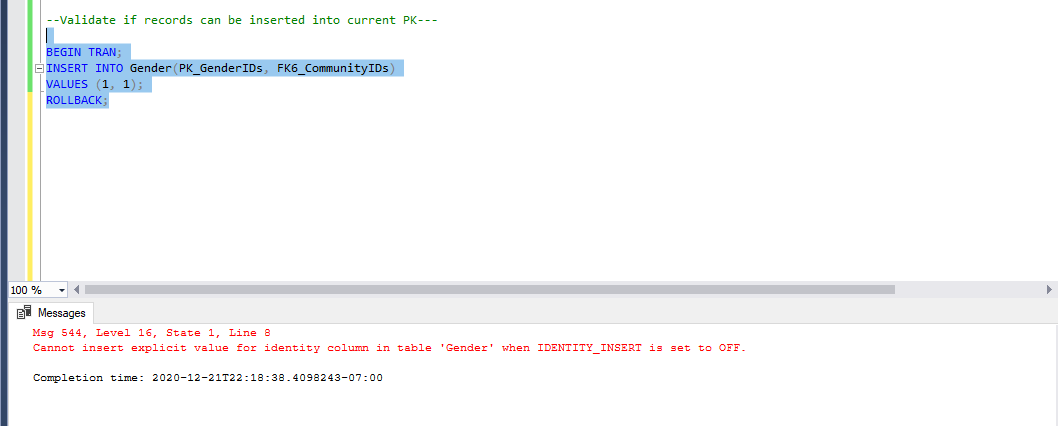 --Validate if records can be inserted into current PK---
BEGIN TRAN;
INSERT INTO Gender(PK_GenderIDs, FK6_CommunityIDs)
VALUES (1, 1);
ROLLBACK;
100 %
Messages
Msg 544, Level 16, State 1, Line 8
Cannot insert explicit value for identity column in table 'Gender' when IDENTITY_INSERT is set to OFF.
Completion time: 2020-12-21T22:18:38.4098243-07:00